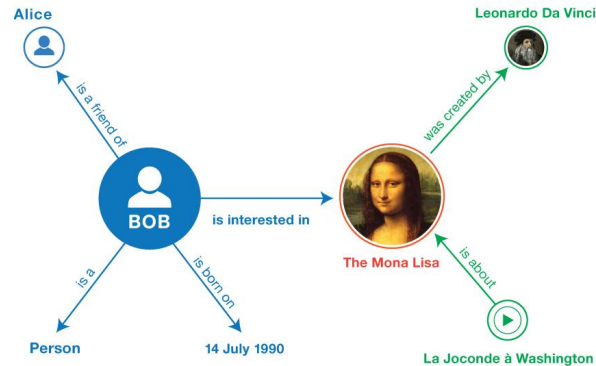 Alice
Leonardo Da Vinci
is a friend of
was created by
BOB
is interested in
The Mona Lisa
is a
is born on
is about
Person
14 July 1990
La Joconde à Washington